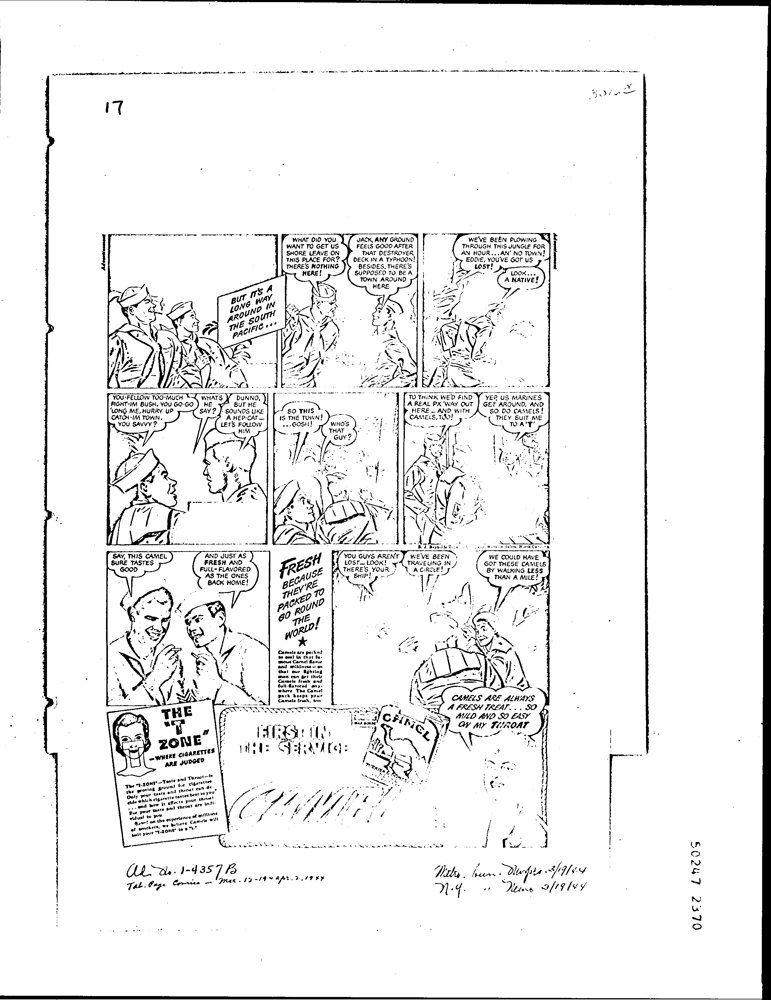 17
BUT IT'S A
LONG WAY
AROUND IN
THE SOUTH
PACIFIC...
WHAT DID YOU
WANT TO GET US
SHORE LEAVE ON
THIS PLACE FOR?
THERE'S NOTHING
HERE!
JACK, ANY GROUND
FEELS GOOD AFTER
THAT DESTROYER
DECK IN A TYPHOON!
BESIDES, THERE'S
SUPPOSED TO BE A
TOWN AROUND
HERE
WE'VE BEEN PLOWING
THROUGH THIS JUNGLE FOR
AN HOUR...AN' NO TOWN!
EDDIE, YOU'VE GOT US
LOST!
LOOK...
A NATIVE!
YOU-FELLOW TOO-MUCH
RIGHT-IM BUSH. YOU GO-GO
'LONG ME, HURRY UP
CATCH-IM TOWN.
YOU SAVVY?
WHAT'S
HE
SAY?
DUNNO,
BUT HE
SOUNDS LIKE
A HEP-CAT—
LET'S FOLLOW
HIM
SO THIS
IS THE TOWN!
...GOSH!
WHO'S
THAT
GUY?
TO THINK WE'D FIND
A REAL PX 'WAY OUT
HERE — AND WITH
CAMELS, TOO!
YEP, US MARINES
GET AROUND, AND
SO DO CAMELS!
THEY SUIT ME
TO A "T"
SAY, THIS CAMEL
SURE TASTES
GOOD
AND JUST AS
FRESH AND
FULL-FLAVORED
AS THE ONES
BACK HOME!
FRESH
BECAUSE
THEY'RE
PACKED TO
GO ROUND
THE
WORLD!
Camels are packed
to seal in that fa-
mous Camel flavor
and mildness—so
that our fighting
men can get their
Camels fresh and
full-flavored any-
where. The Camel
pack keeps your
Camels fresh, too
YOU GUYS AREN'T
LOST— LOOK!
THERE'S YOUR
SHIP!
WE'VE BEEN
TRAVELING IN
A CIRCLE!
WE COULD HAVE
GOT THESE CAMELS
BY WALKING LESS
THAN A MILE!
THE
"T
ZONE"
—WHERE CIGARETTES
ARE JUDGED
The "T-ZONE"—Taste and Throat—is
the proving ground for cigarettes.
Only your taste and throat can de-
cide which cigarette tastes best to you
...and how it affects your throat.
For your taste and throat are indi-
vidual to you.
Based on the experience of millions
of smokers, we believe Camels will
suit your "T-ZONE" to a "T."
FIRST IN
THE SERVICE
CAMEL
CAMEL
CAMELS ARE ALWAYS
A FRESH TREAT... SO
MILD AND SO EASY
ON MY THROAT
Ad. No. 1-4357B
Tab. Page Comics — Mar. 12-19 & Apr. 2, 1944
3/19/44
N.Y. " News 3/19/44
50247 2370